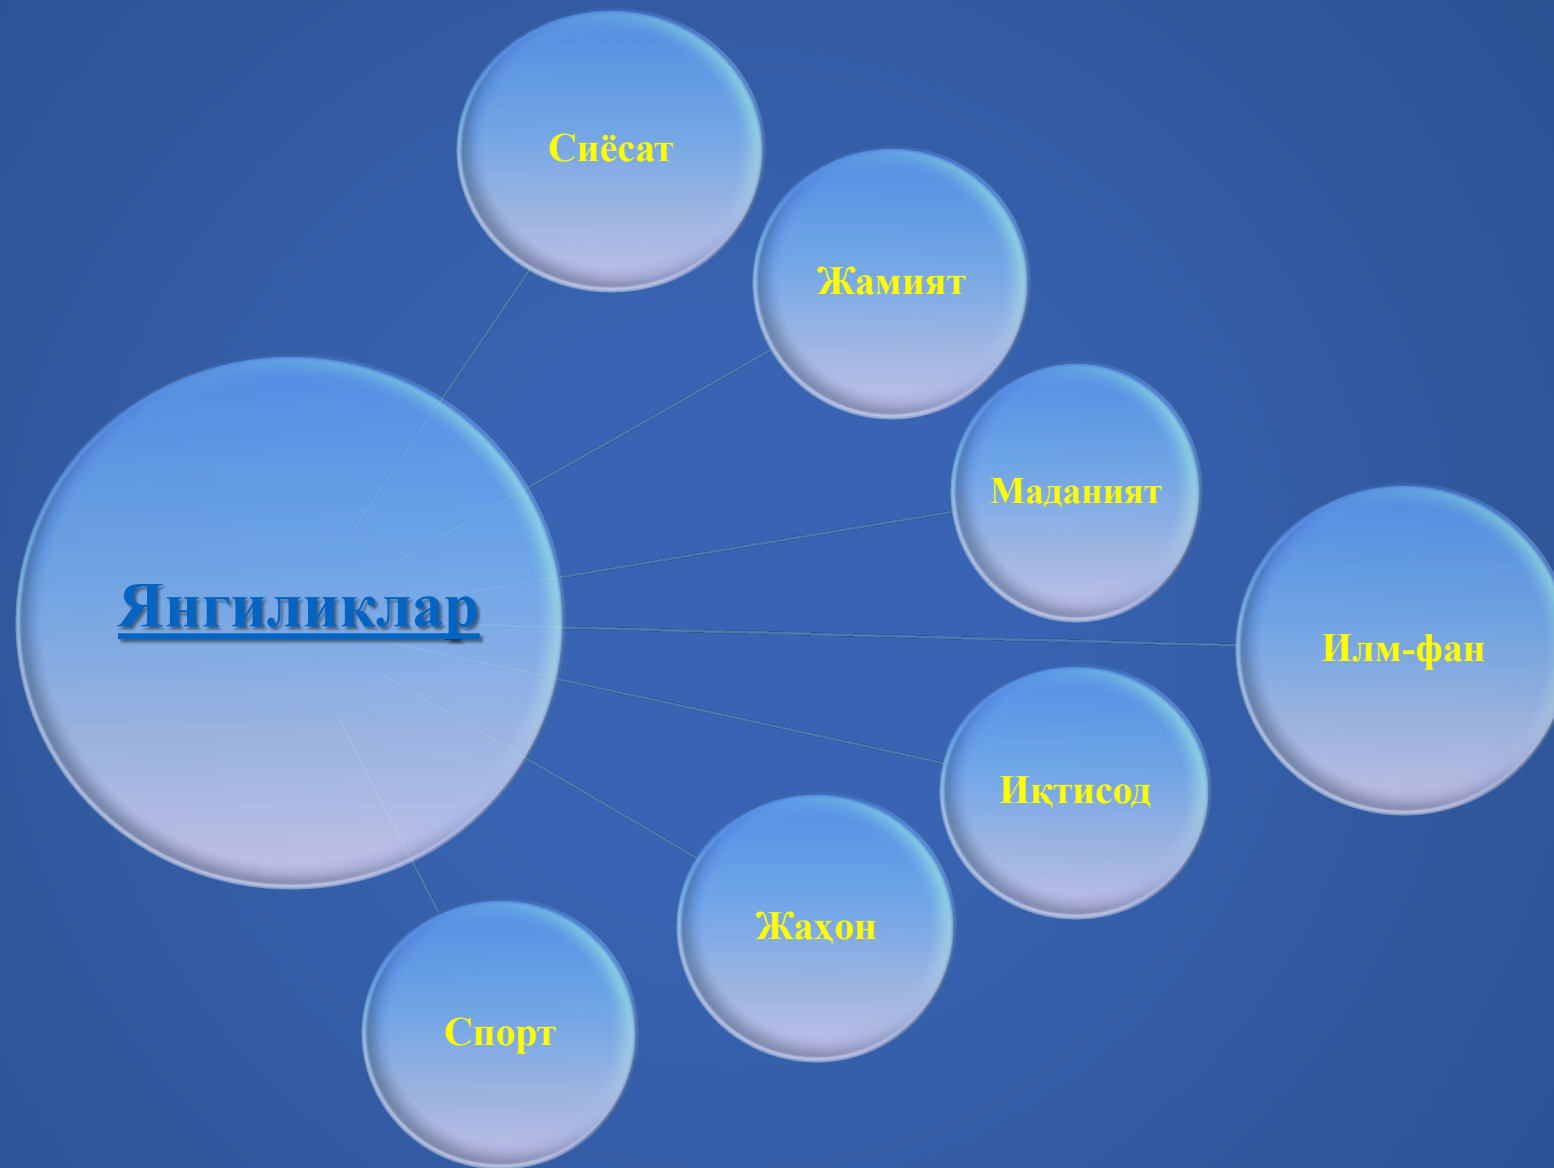 Сиёсат
Жамият
Маданият
Янгиликлар
Илм-фан
Иқтисод
Жаҳон
Спорт